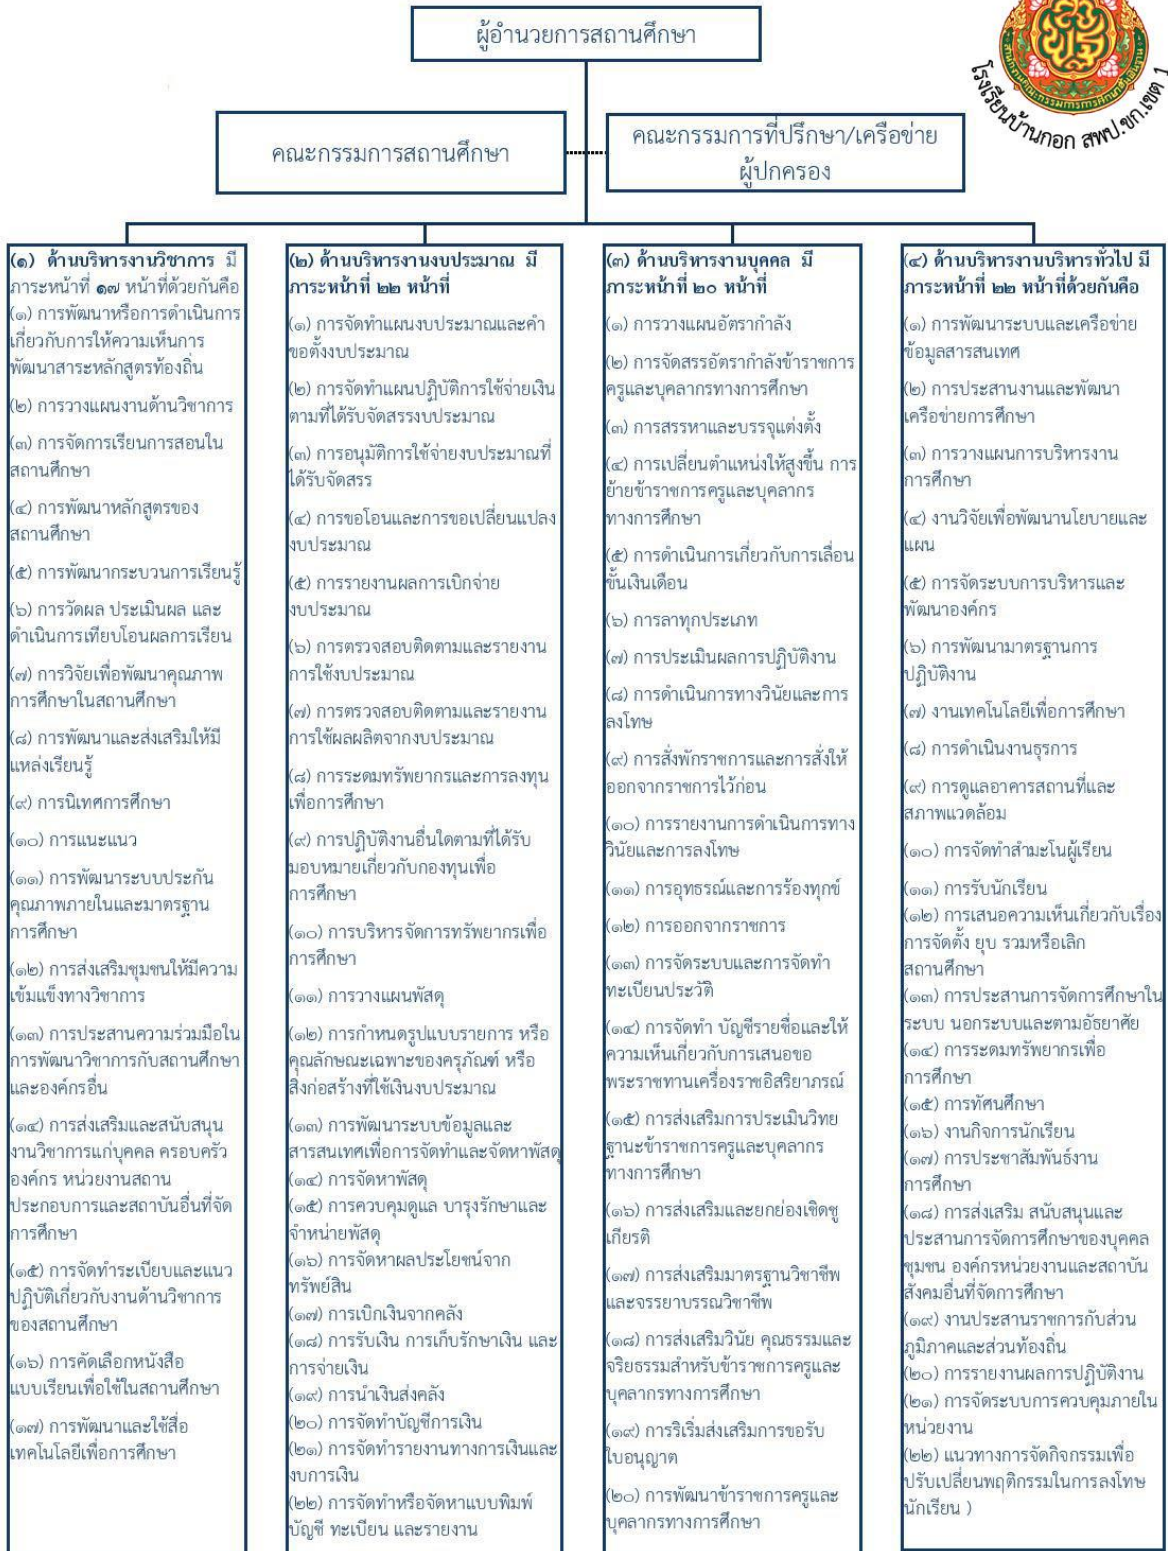 ผู้อำนวยการสถานศึกษา
โรงเรียนบ้านกอก สพป.ขก.เขต 1
คณะกรรมการสถานศึกษา
คณะกรรมการที่ปรึกษา/เครือข่าย
ผู้ปกครอง
(๑) ด้านบริหารงานวิชาการ มี
ภาระหน้าที่ ๑๗ หน้าที่ด้วยกันคือ
(๑) การพัฒนาหรือการดำเนินการ
เกี่ยวกับการให้ความเห็นการ
พัฒนาสาระหลักสูตรท้องถิ่น
(๒) การวางแผนงานด้านวิชาการ
(๓) การจัดการเรียนการสอนใน
สถานศึกษา
(๔) การพัฒนาหลักสูตรของ
สถานศึกษา
(๕) การพัฒนากระบวนการเรียนรู้
(๖) การวัดผล ประเมินผล และ
ดำเนินการเทียบโอนผลการเรียน
(๗) การวิจัยเพื่อพัฒนาคุณภาพ
การศึกษาในสถานศึกษา
(๘) การพัฒนาและส่งเสริมให้มี
แหล่งเรียนรู้
(๙) การนิเทศการศึกษา
(๑๐) การแนะแนว
(๑๑) การพัฒนาระบบประกัน
คุณภาพภายในและมาตรฐาน
การศึกษา
(๑๒) การส่งเสริมชุมชนให้มีความ
เข้มแข็งทางวิชาการ
(๑๓) การประสานความร่วมมือใน
การพัฒนาวิชาการกับสถานศึกษา
และองค์กรอื่น
(๑๔) การส่งเสริมและสนับสนุน
งานวิชาการแก่บุคคล ครอบครัว
องค์กร หน่วยงานสถาน
ประกอบการและสถาบันอื่นที่จัด
การศึกษา
(๑๕) การจัดทำระเบียบและแนว
ปฏิบัติเกี่ยวกับงานด้านวิชาการ
ของสถานศึกษา
(๑๖) การคัดเลือกหนังสือ
แบบเรียนเพื่อใช้ในสถานศึกษา
(๑๗) การพัฒนาและใช้สื่อ
เทคโนโลยีเพื่อการศึกษา
(๒) ด้านบริหารงานงบประมาณ มี
ภาระหน้าที่ ๒๒ หน้าที่
(๑) การจัดทำแผนงบประมาณและคำ
ขอตั้งงบประมาณ
(๒) การจัดทำแผนปฏิบัติการใช้จ่ายเงิน
ตามที่ได้รับจัดสรรงบประมาณ
(๓) การอนุมัติการใช้จ่ายงบประมาณที่
ได้รับจัดสรร
(๔) การขอโอนและการขอเปลี่ยนแปลง
งบประมาณ
(๕) การรายงานผลการเบิกจ่าย
งบประมาณ
(๖) การตรวจสอบติดตามและรายงาน
การใช้งบประมาณ
(๗) การตรวจสอบติดตามและรายงาน
การใช้ผลผลิตจากงบประมาณ
(๘) การระดมทรัพยากรและการลงทุน
เพื่อการศึกษา
(๙) การปฏิบัติงานอื่นใดตามที่ได้รับ
มอบหมายเกี่ยวกับกองทุนเพื่อ
การศึกษา
(๑๐) การบริหารจัดการทรัพยากรเพื่อ
การศึกษา
(๑๑) การวางแผนพัสดุ
(๑๒) การกำหนดรูปแบบรายการ หรือ
คุณลักษณะเฉพาะของครุภัณฑ์ หรือ
สิ่งก่อสร้างที่ใช้เงินงบประมาณ
(๑๓) การพัฒนาระบบข้อมูลและ
สารสนเทศเพื่อการจัดทำและจัดหาพัสดุ
(๑๔) การจัดหาพัสดุ
(๑๕) การควบคุมดูแล บารุงรักษาและ
จำหน่ายพัสดุ
(๑๖) การจัดหาผลประโยชน์จาก
ทรัพย์สิน
(๑๗) การเบิกเงินจากคลัง
(๑๘) การรับเงิน การเก็บรักษาเงิน และ
การจ่ายเงิน
(๑๙) การนำเงินส่งคลัง
(๒๐) การจัดทำบัญชีการเงิน
(๒๑) การจัดทำรายงานทางการเงินและ
งบการเงิน
(๒๒) การจัดทำหรือจัดหาแบบพิมพ์
บัญชี ทะเบียน และรายงาน
(๓) ด้านบริหารงานบุคคล มี
ภาระหน้าที่ ๒๐ หน้าที่
(๑) การวางแผนอัตรากำลัง
(๒) การจัดสรรอัตรากำลังข้าราชการ
ครูและบุคลากรทางการศึกษา
(๓) การสรรหาและบรรจุแต่งตั้ง
(๔) การเปลี่ยนตำแหน่งให้สูงขึ้น การ
ย้ายข้าราชการครูและบุคลากร
ทางการศึกษา
(๕) การดำเนินการเกี่ยวกับการเลื่อน
ขั้นเงินเดือน
(๖) การลาทุกประเภท
(๗) การประเมินผลการปฏิบัติงาน
(๘) การดำเนินการทางวินัยและการ
ลงโทษ
(๙) การสั่งพักราชการและการสั่งให้
ออกจากราชการไว้ก่อน
(๑๐) การรายงานการดำเนินการทาง
วินัยและการลงโทษ
(๑๑) การอุทธรณ์และการร้องทุกข์
(๑๒) การออกจากราชการ
(๑๓) การจัดระบบและการจัดทำ
ทะเบียนประวัติ
(๑๔) การจัดทำ บัญชีรายชื่อและให้
ความเห็นเกี่ยวกับการเสนอขอ
พระราชทานเครื่องราชอิสริยาภรณ์
(๑๕) การส่งเสริมการประเมินวิทย
ฐานะข้าราชการครูและบุคลากร
ทางการศึกษา
(๑๖) การส่งเสริมและยกย่องเชิดชู
เกียรติ
(๑๗) การส่งเสริมมาตรฐานวิชาชีพ
และจรรยาบรรณวิชาชีพ
(๑๘) การส่งเสริมวินัย คุณธรรมและ
จริยธรรมสำหรับข้าราชการครูและ
บุคลากรทางการศึกษา
(๑๙) การริเริ่มส่งเสริมการขอรับ
ใบอนุญาต
(๒๐) การพัฒนาข้าราชการครูและ
บุคลากรทางการศึกษา
(๔) ด้านบริหารงานบริหารทั่วไป มี
ภาระหน้าที่ ๒๒ หน้าที่ด้วยกันคือ
(๑) การพัฒนาระบบและเครือข่าย
ข้อมูลสารสนเทศ
(๒) การประสานงานและพัฒนา
เครือข่ายการศึกษา
(๓) การวางแผนการบริหารงาน
การศึกษา
(๔) งานวิจัยเพื่อพัฒนานโยบายและ
แผน
(๕) การจัดระบบการบริหารและ
พัฒนาองค์กร
(๖) การพัฒนามาตรฐานการ
ปฏิบัติงาน
(๗) งานเทคโนโลยีเพื่อการศึกษา
(๘) การดำเนินงานธุรการ
(๙) การดูแลอาคารสถานที่และ
สภาพแวดล้อม
(๑๐) การจัดทำสำมะโนผู้เรียน
(๑๑) การรับนักเรียน
(๑๒) การเสนอความเห็นเกี่ยวกับเรื่อง
การจัดตั้ง ยุบ รวมหรือเลิก
สถานศึกษา
(๑๓) การประสานการจัดการศึกษาใน
ระบบ นอกระบบและตามอัธยาศัย
(๑๔) การระดมทรัพยากรเพื่อ
การศึกษา
(๑๕) การทัศนศึกษา
(๑๖) งานกิจการนักเรียน
(๑๗) การประชาสัมพันธ์งาน
การศึกษา
(๑๘) การส่งเสริม สนับสนุนและ
ประสานการจัดการศึกษาของบุคคล
ชุมชน องค์กรหน่วยงานและสถาบัน
สังคมอื่นที่จัดการศึกษา
(๑๙) งานประสานราชการกับส่วน
ภูมิภาคและส่วนท้องถิ่น
(๒๐) การรายงานผลการปฏิบัติงาน
(๒๑) การจัดระบบการควบคุมภายใน
หน่วยงาน
(๒๒) แนวทางการจัดกิจกรรมเพื่อ
ปรับเปลี่ยนพฤติกรรมในการลงโทษ
นักเรียน )